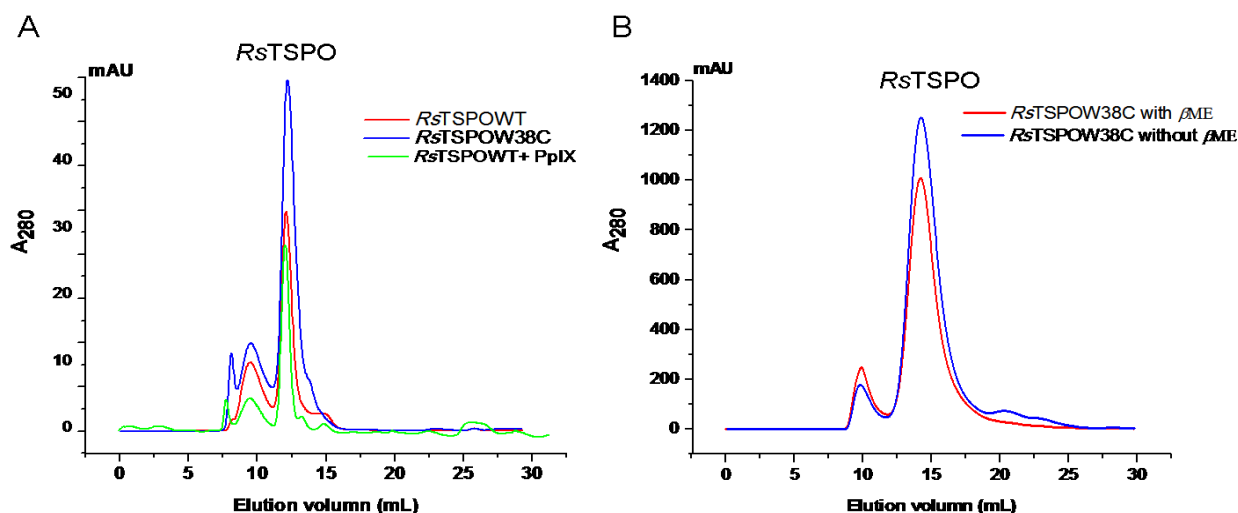 A
RsTSPO
mAU
RsTSPOWT
RsTSPOW38C
RsTSPOWT+ PpIX
50
40
30
20
10
0
A280
0 5 10 15 20 25 30
Elution volumn (mL)
B
RsTSPO
mAU
RsTSPOW38C with βME
RsTSPOW38C without βME
1400
1200
1000
800
600
400
200
0
A280
0 5 10 15 20 25 30
Elution volumn (mL)